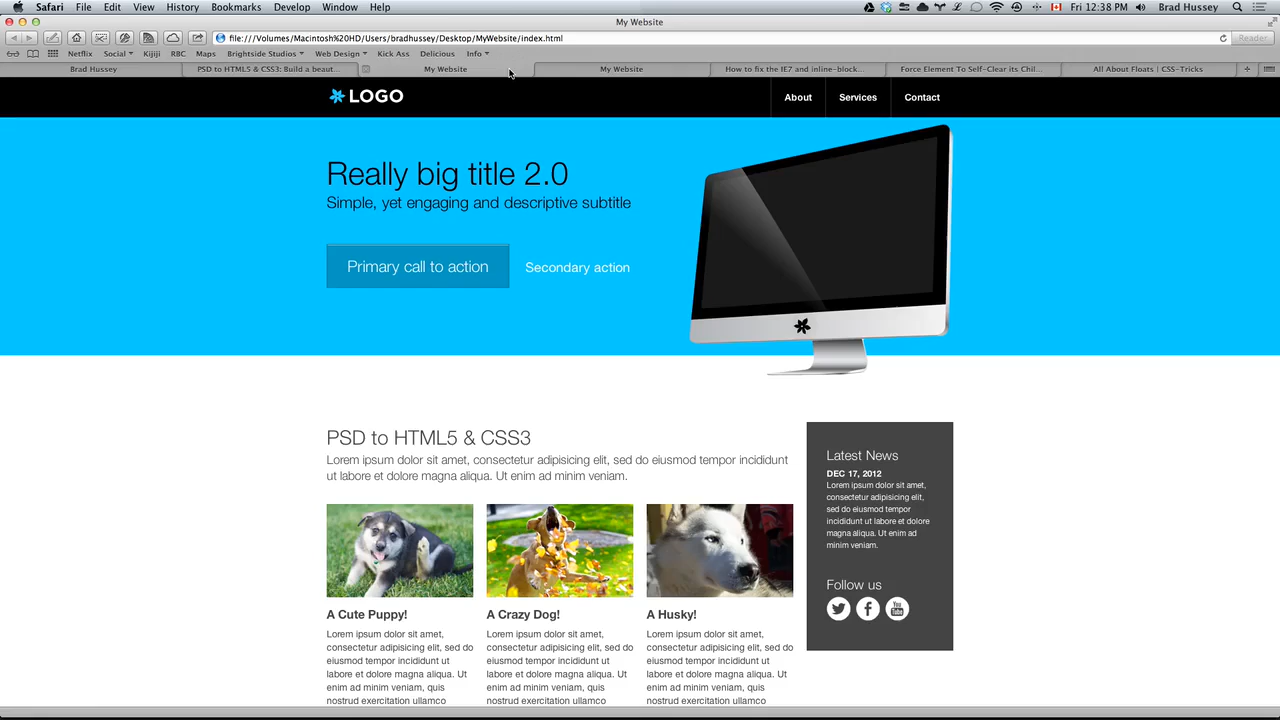 Safari File Edit View History Bookmarks Develop Window Help Fri 12:38 PM Brad Hussey
My Website
file:///Volumes/Macintosh%20HD/Users/bradhussey/Desktop/MyWebsite/index.html Reader
Netflix Social Kijiji RBC Maps Brightside Studios Web Design Kick Ass Delicious Info
Brad Hussey PSD to HTML5 & CSS3: Build a beaut... My Website My Website How to fix the IE7 and inline-block... Force Element To Self-Clear its Chil... All About Floats | CSS-Tricks
LOGO About Services Contact
Really big title 2.0
Simple, yet engaging and descriptive subtitle
Primary call to action Secondary action
PSD to HTML5 & CSS3
Lorem ipsum dolor sit amet, consectetur adipisicing elit, sed do eiusmod tempor incididunt
ut labore et dolore magna aliqua. Ut enim ad minim veniam.
A Cute Puppy!
Lorem ipsum dolor sit amet,
consectetur adipisicing elit, sed do
eiusmod tempor incididunt ut
labore et dolore magna aliqua. Ut
enim ad minim veniam, quis
nostrud exercitation ullamco
A Crazy Dog!
Lorem ipsum dolor sit amet,
consectetur adipisicing elit, sed do
eiusmod tempor incididunt ut
labore et dolore magna aliqua. Ut
enim ad minim veniam, quis
nostrud exercitation ullamco
A Husky!
Lorem ipsum dolor sit amet,
consectetur adipisicing elit, sed do
eiusmod tempor incididunt ut
labore et dolore magna aliqua. Ut
enim ad minim veniam, quis
nostrud exercitation ullamco
Latest News
DEC 17, 2012
Lorem ipsum dolor sit amet,
consectetur adipisicing elit,
sed do eiusmod tempor
incididunt ut labore et dolore
magna aliqua. Ut enim ad
minim veniam.
Follow us
You
Tube